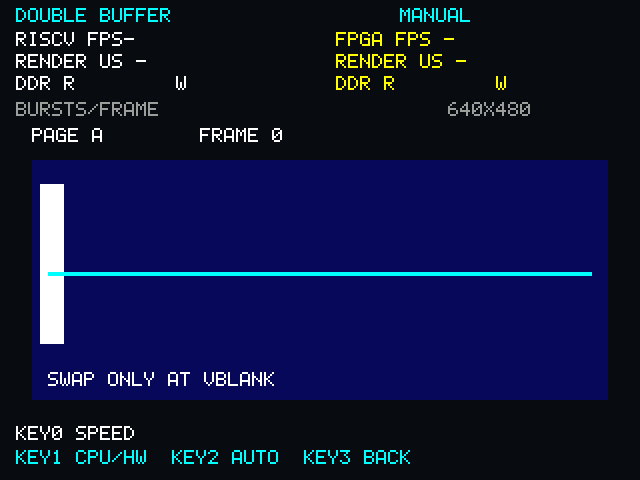 DOUBLE BUFFER MANUAL
RISCV FPS- FPGA FPS -
RENDER US - RENDER US -
DDR R W DDR R W
BURSTS/FRAME 640X480
PAGE A FRAME 0
SWAP ONLY AT VBLANK
KEY0 SPEED
KEY1 CPU/HW KEY2 AUTO KEY3 BACK